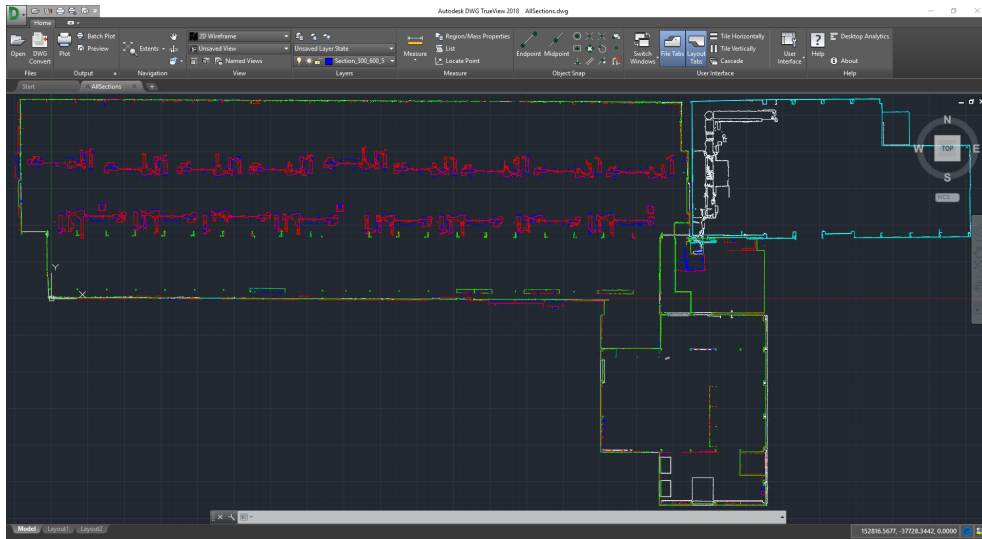 Autodesk DWG TrueView 2018 AllSections.dwg
Home
Open
DWG Convert
Plot
Batch Plot
Preview
Extents
2D Wireframe
Unsaved View
Named Views
Unsaved Layer State
Section_300_600_S
Measure
Region/Mass Properties
List
Locate Point
Endpoint
Midpoint
Switch Windows
File Tabs
Layout Tabs
Tile Horizontally
Tile Vertically
Cascade
User Interface
Help
Desktop Analytics
About
Files
Output
Navigation
View
Layers
Measure
Object Snap
User Interface
Help
Start
AllSections
N
W
TOP
E
S
WCS
Y
X
Model
Layout1
Layout2
152816.5677, -37728.3442, 0.0000